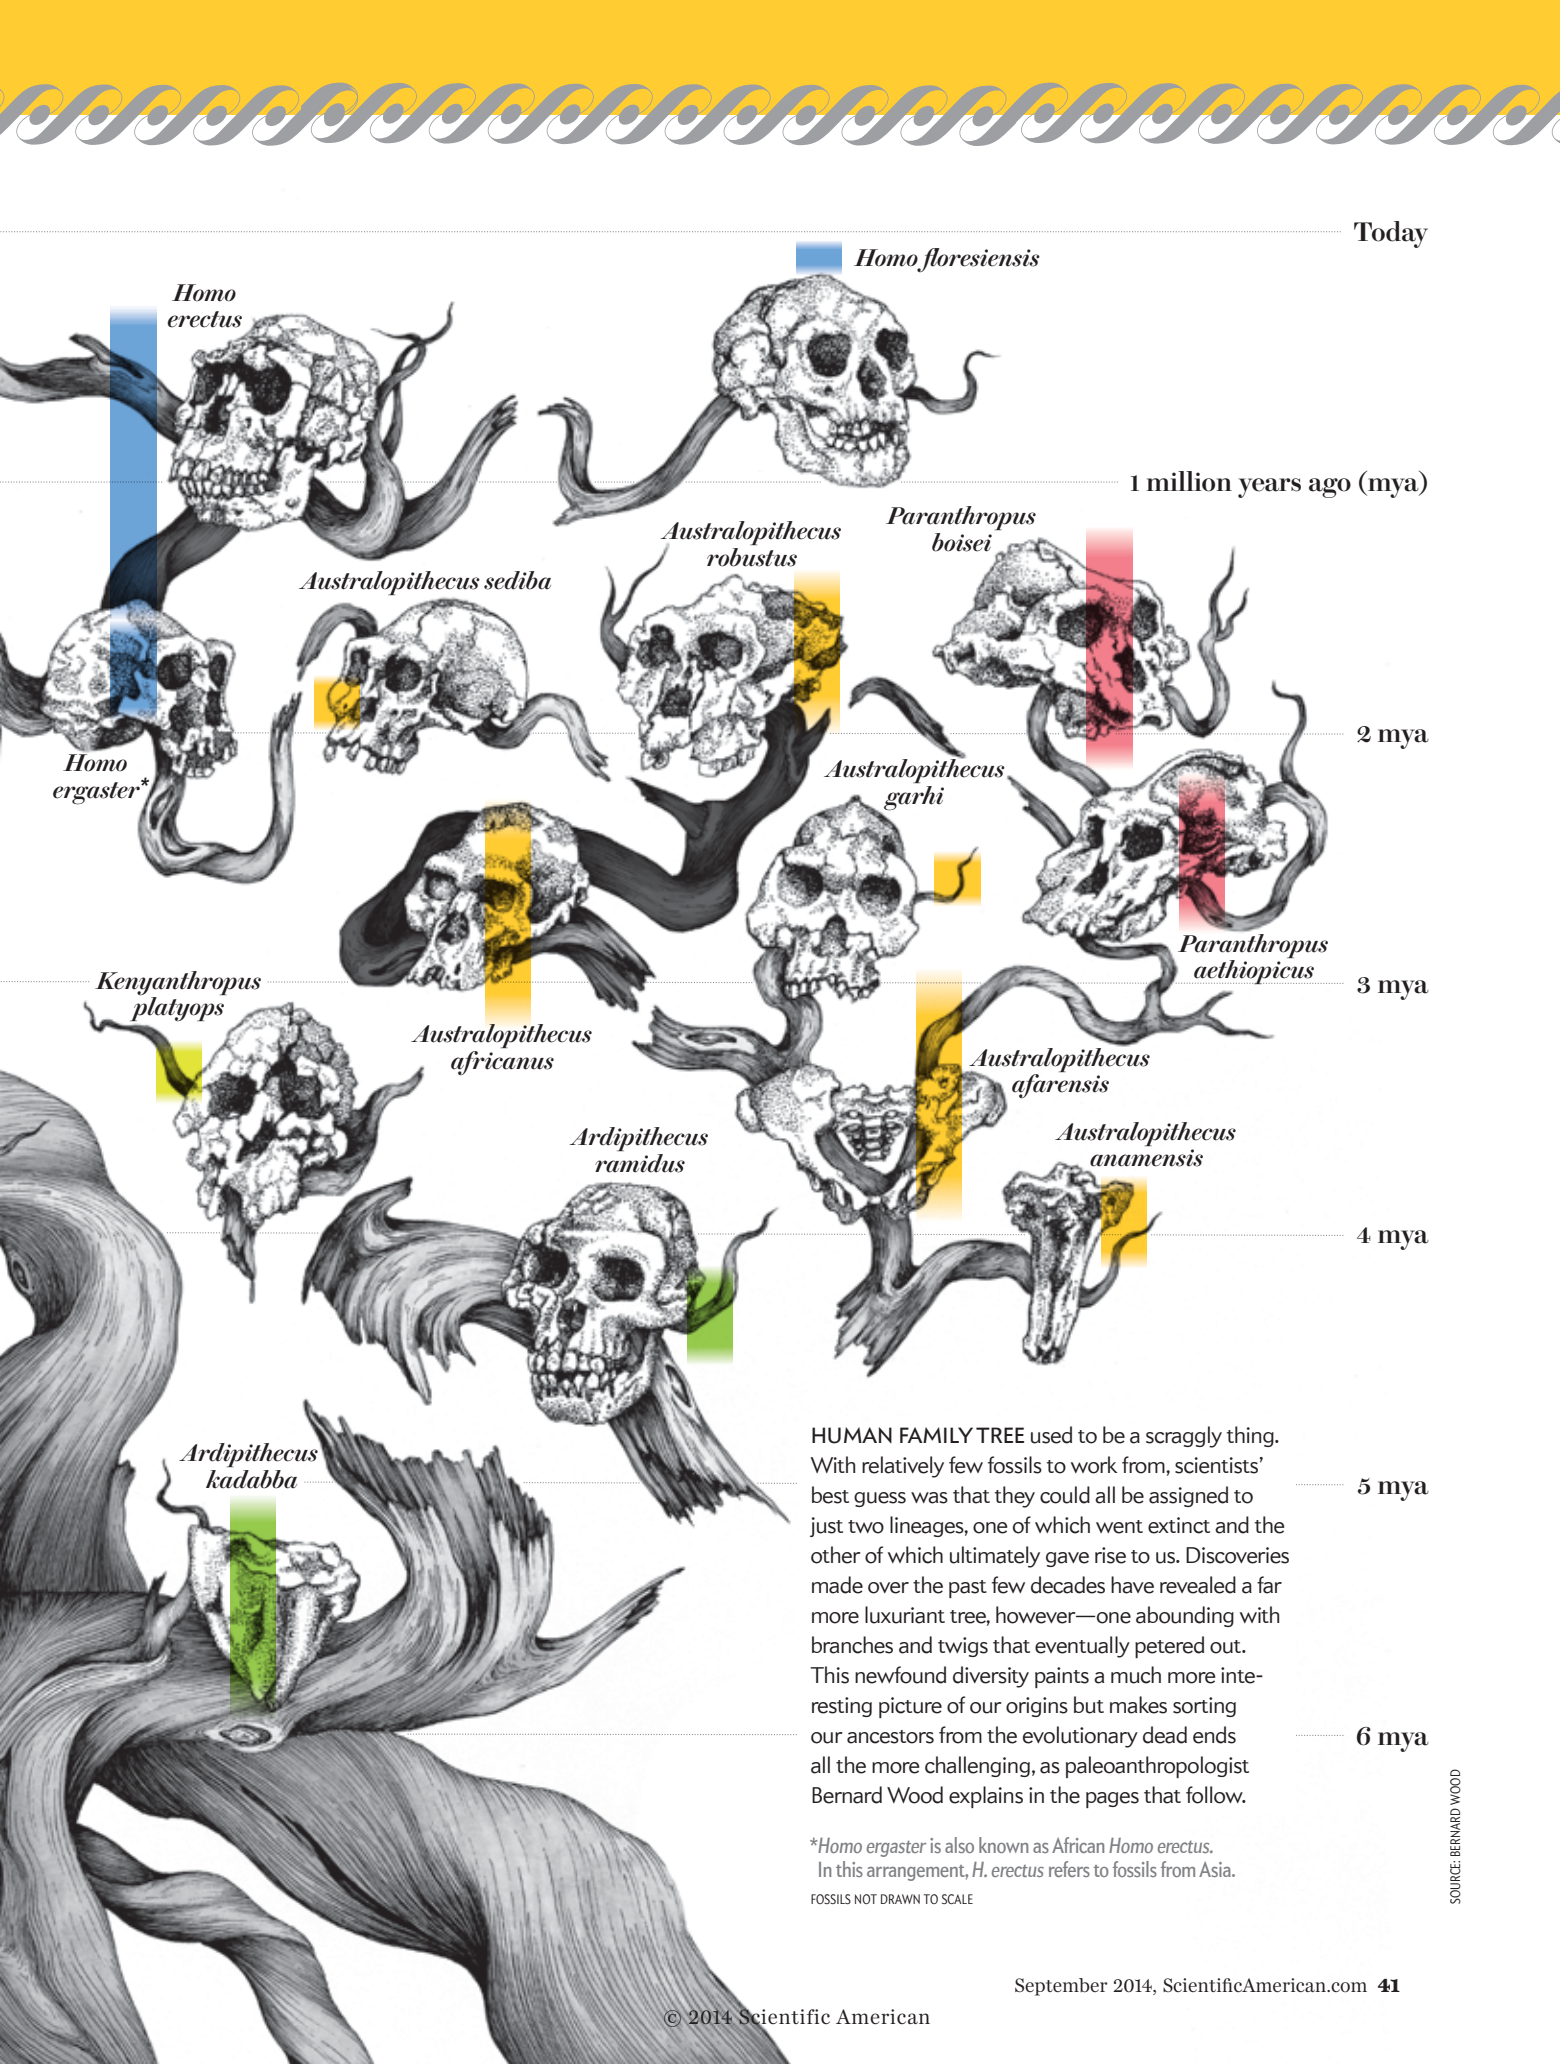 Today
Homo floresiensis
Homo
erectus
1 million years ago (mya)
Paranthropus
boisei
Australopithecus
robustus
Australopithecus sediba
2 mya
Homo
ergaster*
Australopithecus
garhi
Paranthropus
aethiopicus
Kenyanthropus
platyops
3 mya
Australopithecus
africanus
Australopithecus
afarensis
Australopithecus
anamensis
Ardipithecus
ramidus
4 mya
HUMAN FAMILY TREE used to be a scraggly thing.
With relatively few fossils to work from, scientists’
best guess was that they could all be assigned to
just two lineages, one of which went extinct and the
other of which ultimately gave rise to us. Discoveries
made over the past few decades have revealed a far
more luxuriant tree, however—one abounding with
branches and twigs that eventually petered out.
This newfound diversity paints a much more inte-
resting picture of our origins but makes sorting
our ancestors from the evolutionary dead ends
all the more challenging, as paleoanthropologist
Bernard Wood explains in the pages that follow.
Ardipithecus
kadabba
5 mya
6 mya
*Homo ergaster is also known as African Homo erectus.
In this arrangement, H. erectus refers to fossils from Asia.
FOSSILS NOT DRAWN TO SCALE
SOURCE: BERNARD WOOD
September 2014, ScientificAmerican.com 41
© 2014 Scientific American